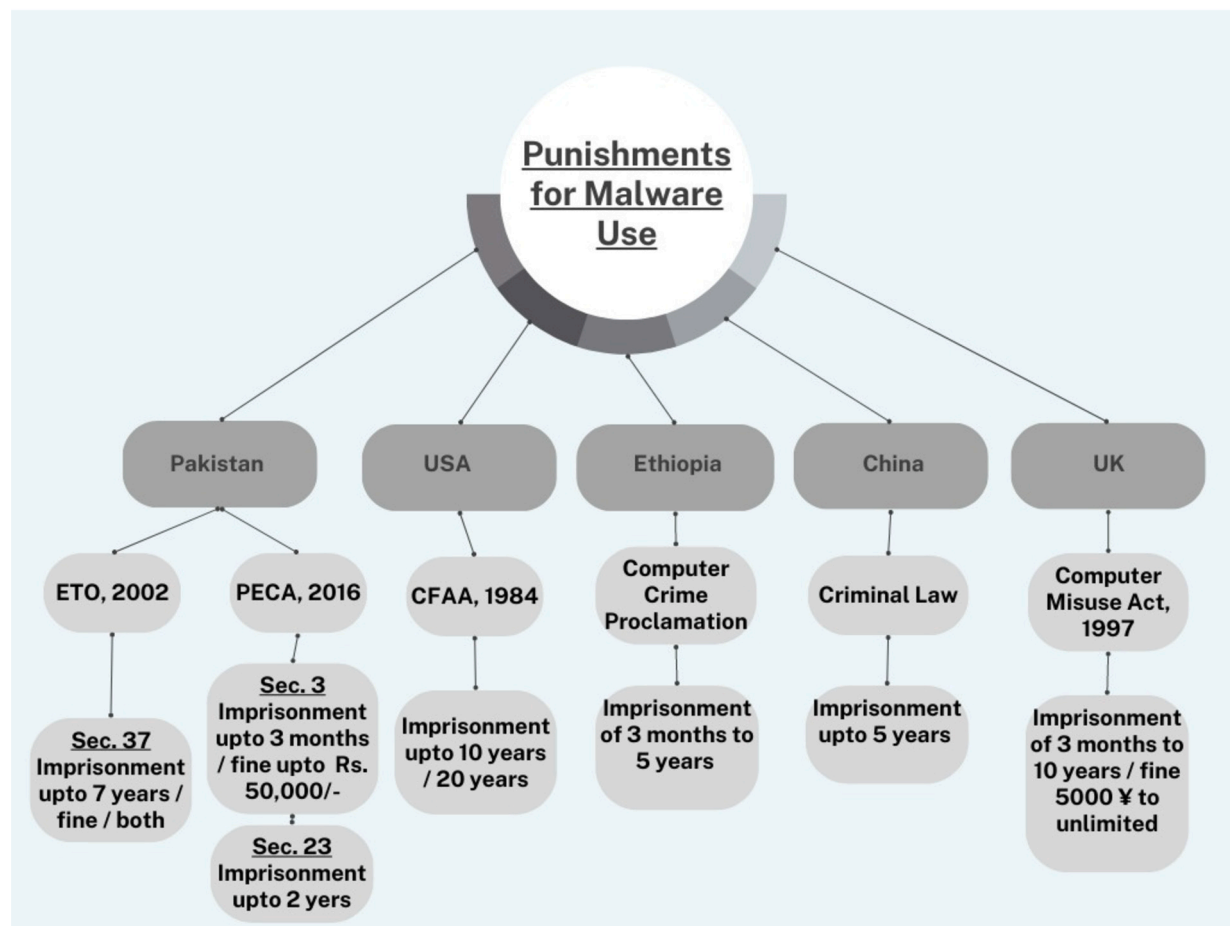 Punishments
for Malware
Use
Pakistan
USA
Ethiopia
China
UK
ETO, 2002
PECA, 2016
CFAA, 1984
Computer
Crime
Proclamation
Criminal Law
Computer
Misuse Act,
1997
Sec. 37
Imprisonment
upto 7 years /
fine / both
Sec. 3
Imprisonment
upto 3 months
/ fine upto Rs.
50,000/-
Sec. 23
Imprisonment
upto 2 yers
Imprisonment
upto 10 years
/ 20 years
Imprisonment
of 3 months to
5 years
Imprisonment
upto 5 years
Imprisonment
of 3 months to
10 years / fine
5000 ¥ to
unlimited